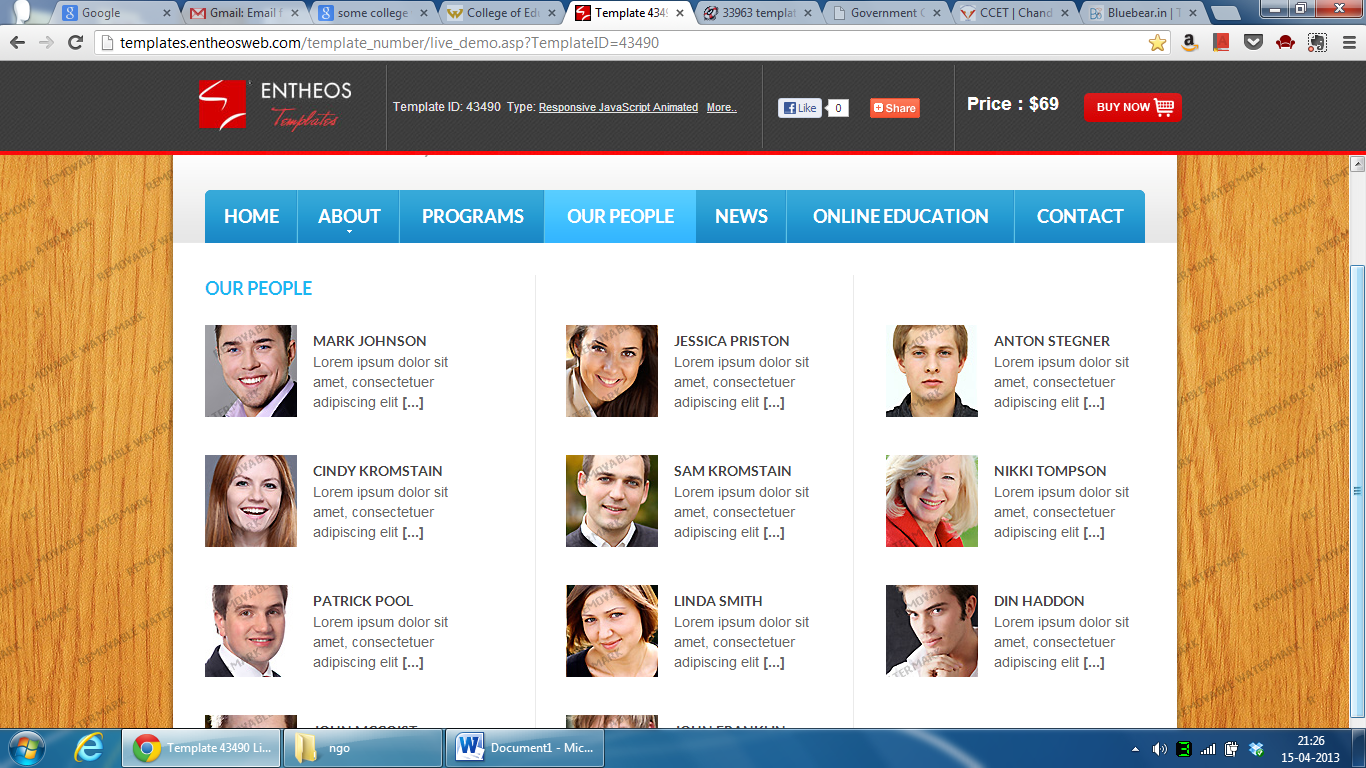 Google
Gmail: Email f
some college
College of Edu
Template 4349
33963 templat
Government C
CCET | Chand
Bluebear.in | T
templates.entheosweb.com/template_number/live_demo.asp?TemplateID=43490
ENTHEOS
Templates
Template ID: 43490 Type: Responsive JavaScript Animated More..
Like 0
Share
Price : $69
BUY NOW
HOME ABOUT PROGRAMS OUR PEOPLE NEWS ONLINE EDUCATION CONTACT
OUR PEOPLE
MARK JOHNSON
Lorem ipsum dolor sit
amet, consectetuer
adipiscing elit [...]
JESSICA PRISTON
Lorem ipsum dolor sit
amet, consectetuer
adipiscing elit [...]
ANTON STEGNER
Lorem ipsum dolor sit
amet, consectetuer
adipiscing elit [...]
CINDY KROMSTAIN
Lorem ipsum dolor sit
amet, consectetuer
adipiscing elit [...]
SAM KROMSTAIN
Lorem ipsum dolor sit
amet, consectetuer
adipiscing elit [...]
NIKKI TOMPSON
Lorem ipsum dolor sit
amet, consectetuer
adipiscing elit [...]
PATRICK POOL
Lorem ipsum dolor sit
amet, consectetuer
adipiscing elit [...]
LINDA SMITH
Lorem ipsum dolor sit
amet, consectetuer
adipiscing elit [...]
DIN HADDON
Lorem ipsum dolor sit
amet, consectetuer
adipiscing elit [...]
JOHN FRANKLIN
REMOVABLE WATERMARK
Template 43490 Li...
ngo
Document1 - Mic...
3
21:26
15-04-2013